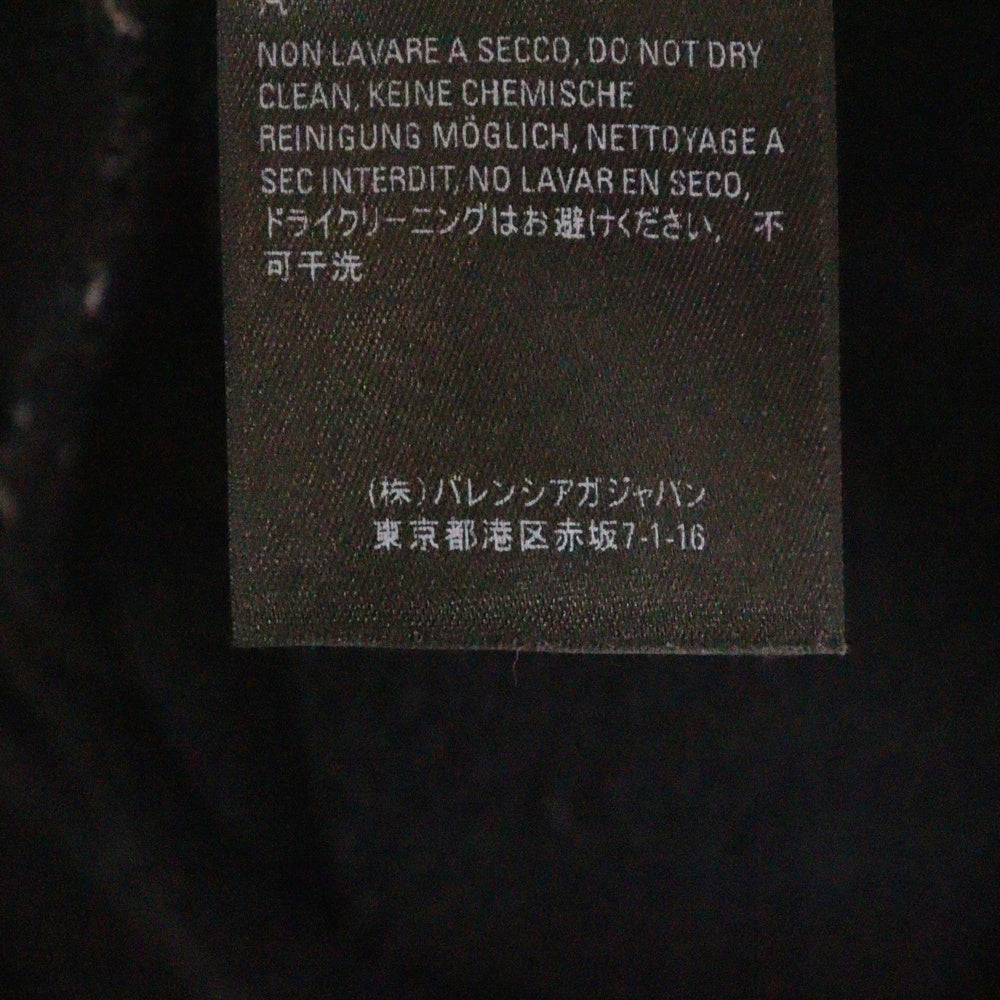 NON LAVARE A SECCO, DO NOT DRY
CLEAN, KEINE CHEMISCHE
REINIGUNG MÖGLICH, NETTOYAGE A
SEC INTERDIT, NO LAVAR EN SECO,
ドライクリーニングはお避けください, 不
可干洗
(株)バレンシアガジャパン
東京都港区赤坂7-1-16